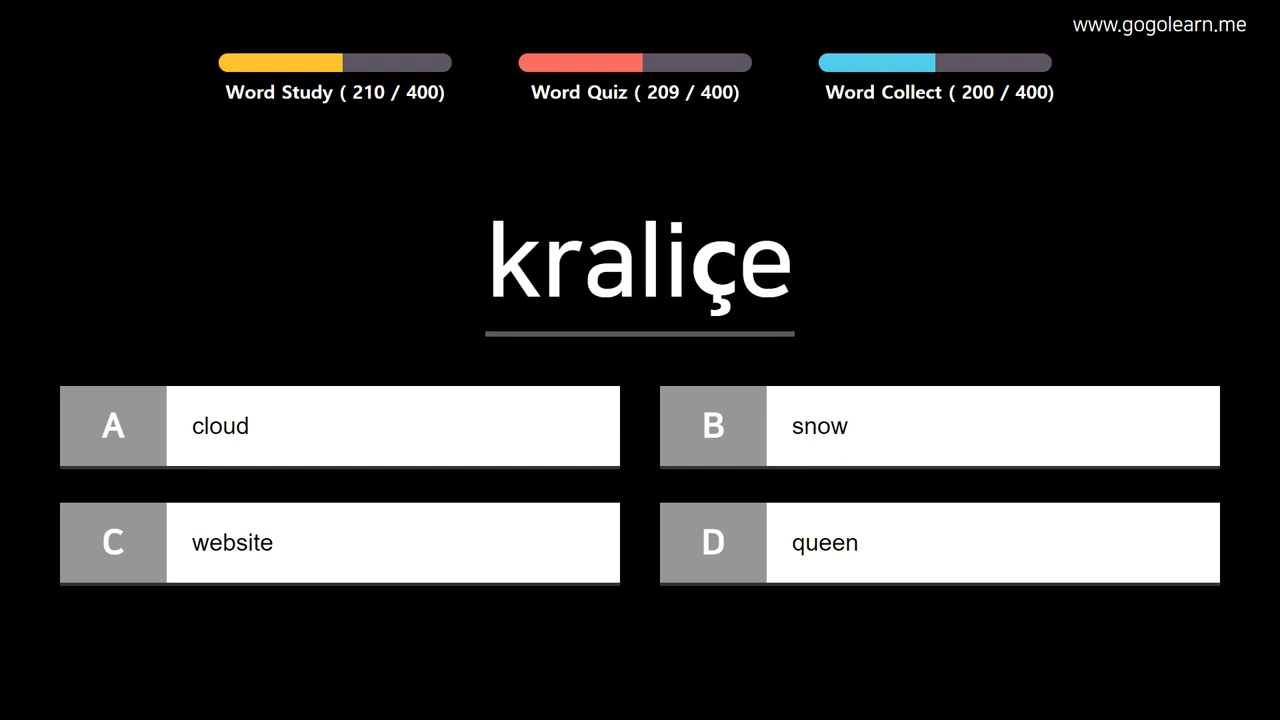 www.gogolearn.me
Word Study ( 210 / 400)
Word Quiz ( 209 / 400)
Word Collect ( 200 / 400)
kraliçe
A cloud
B snow
C website
D queen